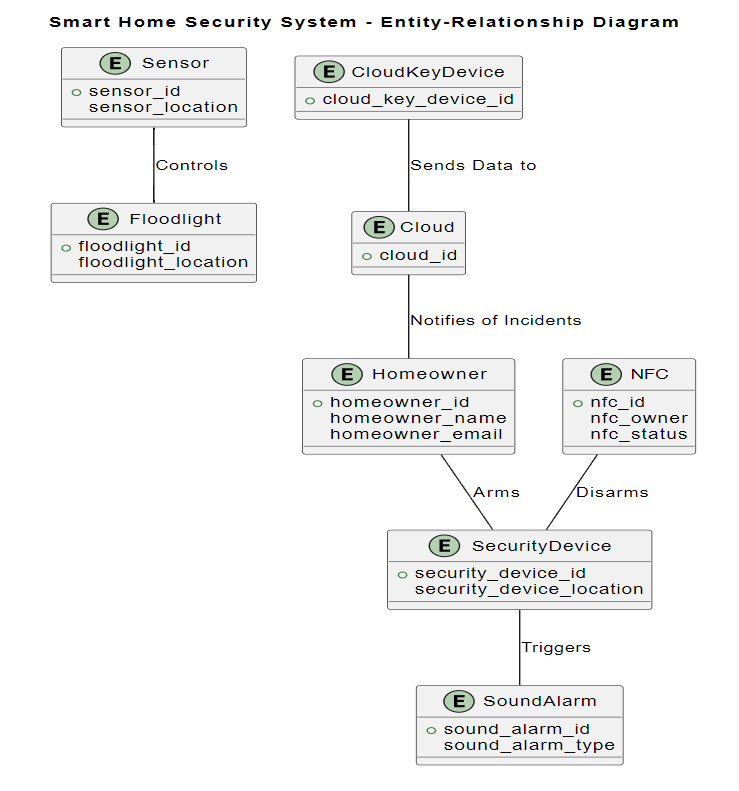 Smart Home Security System - Entity-Relationship Diagram
E Sensor
sensor_id
sensor_location
E CloudKeyDevice
cloud_key_device_id
Controls
Sends Data to
E Floodlight
floodlight_id
floodlight_location
E Cloud
cloud_id
Notifies of Incidents
E Homeowner
homeowner_id
homeowner_name
homeowner_email
E NFC
nfc_id
nfc_owner
nfc_status
Arms
Disarms
E SecurityDevice
security_device_id
security_device_location
Triggers
E SoundAlarm
sound_alarm_id
sound_alarm_type